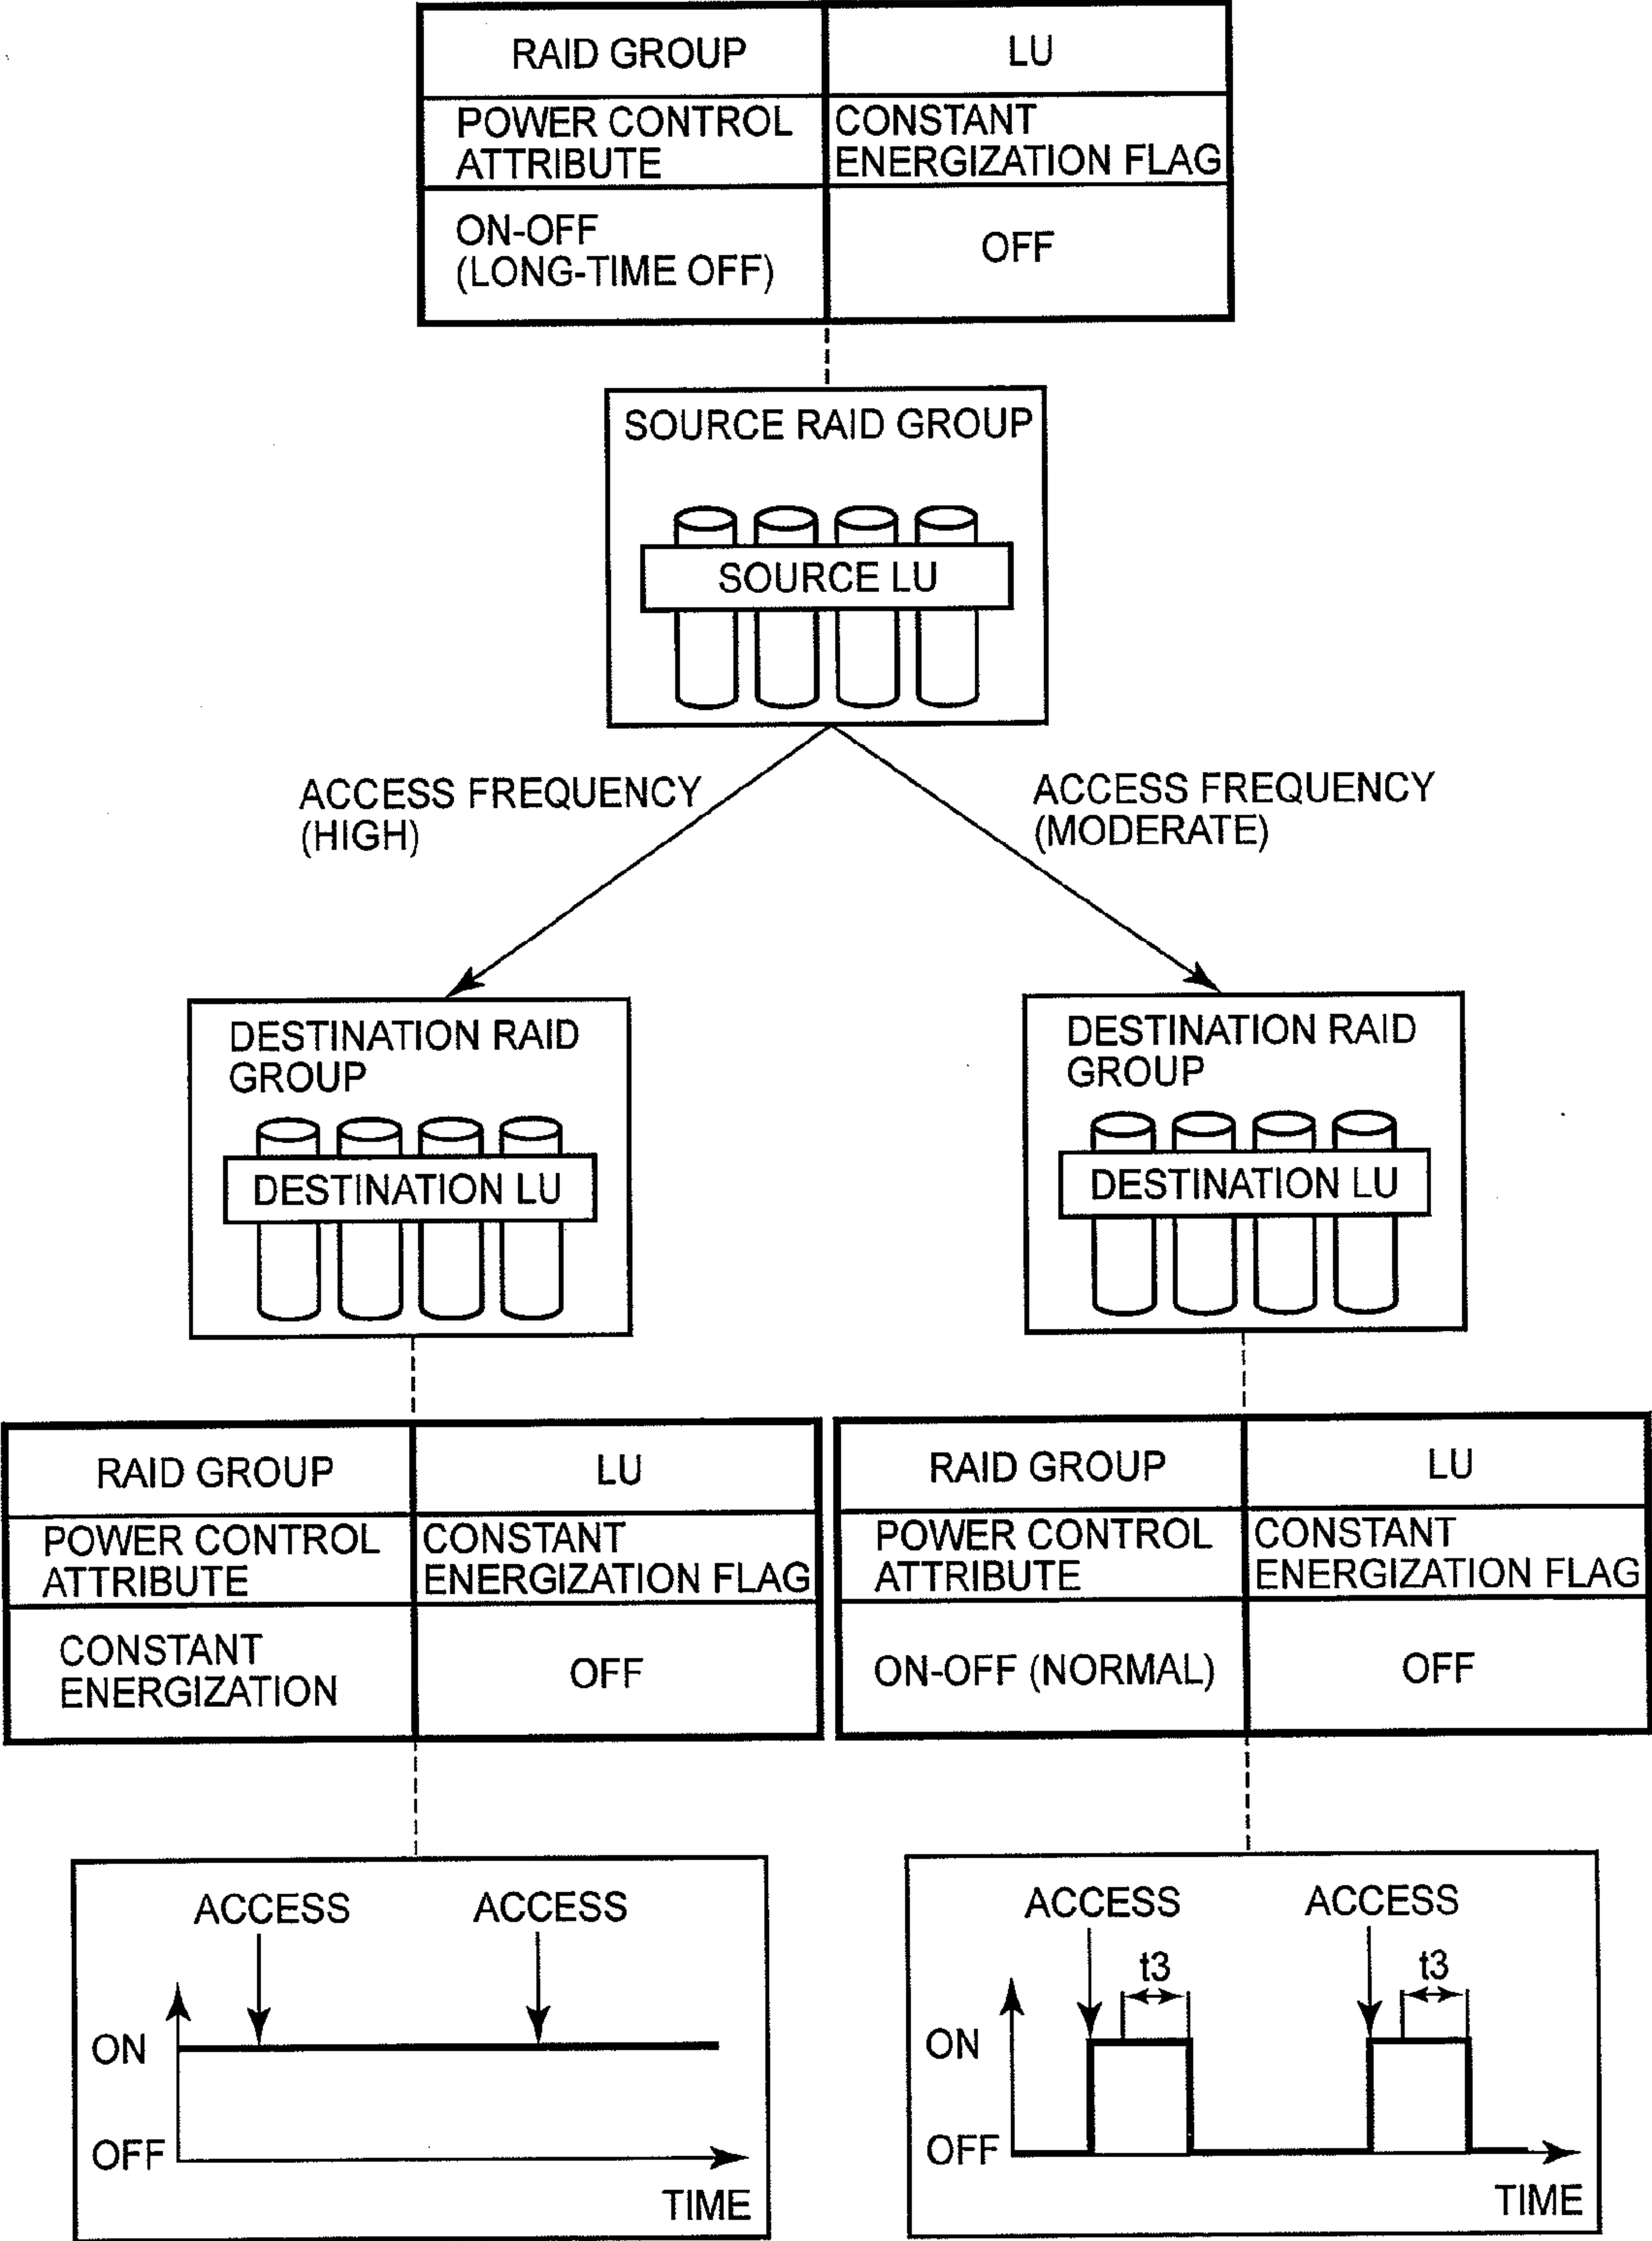 RAID GROUP
LU
POWER CONTROL
ATTRIBUTE
CONSTANT
ENERGIZATION FLAG
ON-OFF
(LONG-TIME OFF)
OFF
SOURCE RAID GROUP
SOURCE LU
ACCESS FREQUENCY
(HIGH)
ACCESS FREQUENCY
(MODERATE)
DESTINATION RAID
GROUP
DESTINATION LU
DESTINATION RAID
GROUP
DESTINATION LU
RAID GROUP
LU
POWER CONTROL
ATTRIBUTE
CONSTANT
ENERGIZATION FLAG
CONSTANT
ENERGIZATION
OFF
RAID GROUP
LU
POWER CONTROL
ATTRIBUTE
CONSTANT
ENERGIZATION FLAG
ON-OFF (NORMAL)
OFF
ACCESS
ACCESS
ON
OFF
TIME
ACCESS
ACCESS
t3
t3
ON
OFF
TIME